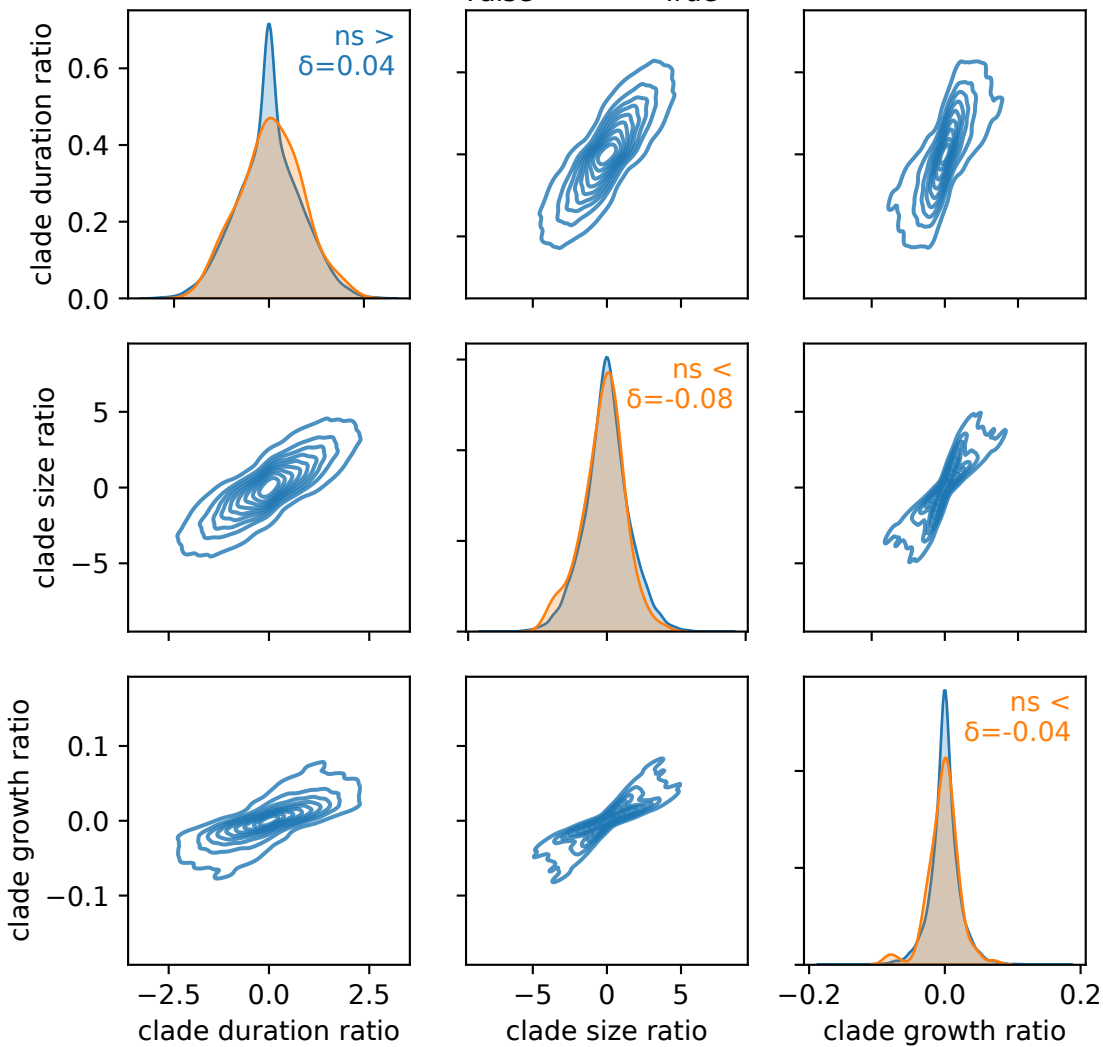 clade duration ratio
0.6
0.4
0.2
0.0
ns >
δ=0.04
clade size ratio
5
0
−5
ns <
δ=-0.08
clade growth ratio
0.1
0.0
−0.1
ns <
δ=-0.04
−2.5 0.0 2.5
−5 0 5
−0.2 0.0 0.2
clade duration ratio
clade size ratio
clade growth ratio